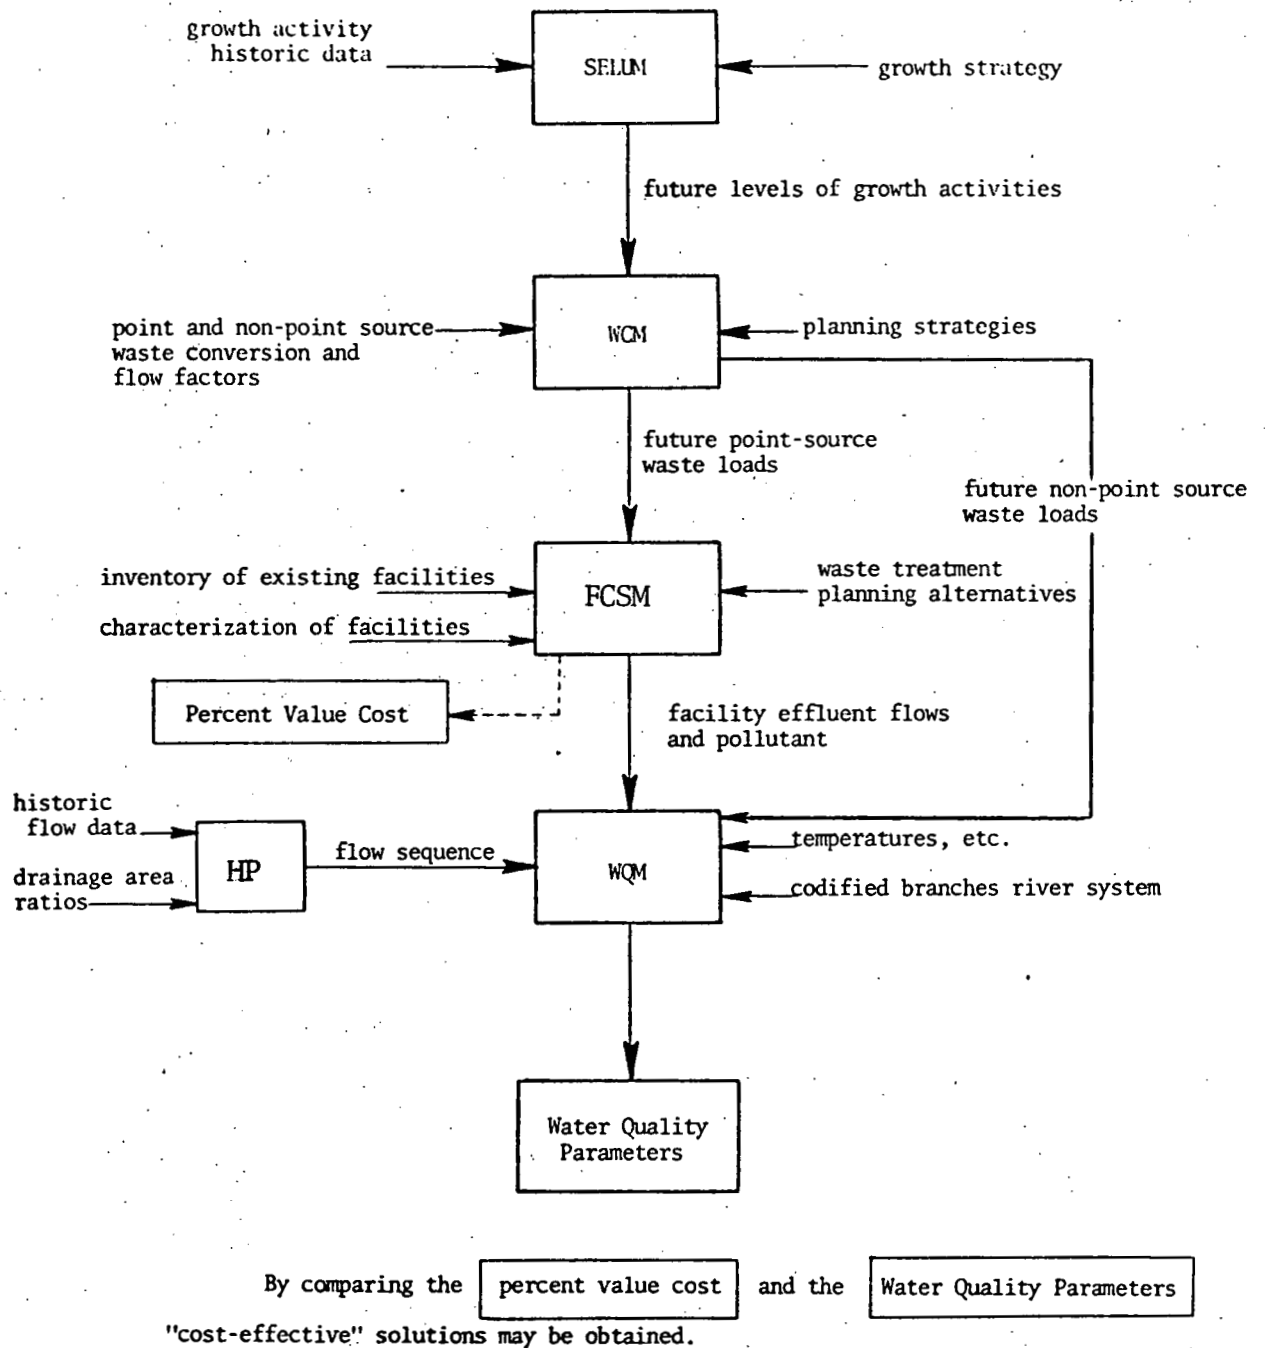 growth activity
historic data
SELUM
growth strategy
future levels of growth activities
point and non-point source
waste conversion and
flow factors
WCM
planning strategies
future point-source
waste loads
future non-point source
waste loads
inventory of existing facilities
characterization of facilities
FCSM
waste treatment
planning alternatives
Percent Value Cost
facility effluent flows
and pollutant
historic
flow data
drainage area
ratios
HP
flow sequence
WQM
temperatures, etc.
codified branches river system
Water Quality
Parameters
By comparing the percent value cost and the Water Quality Parameters
"cost-effective" solutions may be obtained.